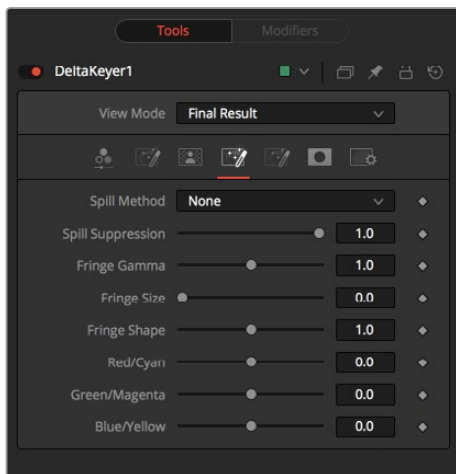 Tools Modifiers
DeltaKeyer1
View Mode Final Result
Spill Method None
Spill Suppression 1.0
Fringe Gamma 1.0
Fringe Size 0.0
Fringe Shape 1.0
Red/Cyan 0.0
Green/Magenta 0.0
Blue/Yellow 0.0